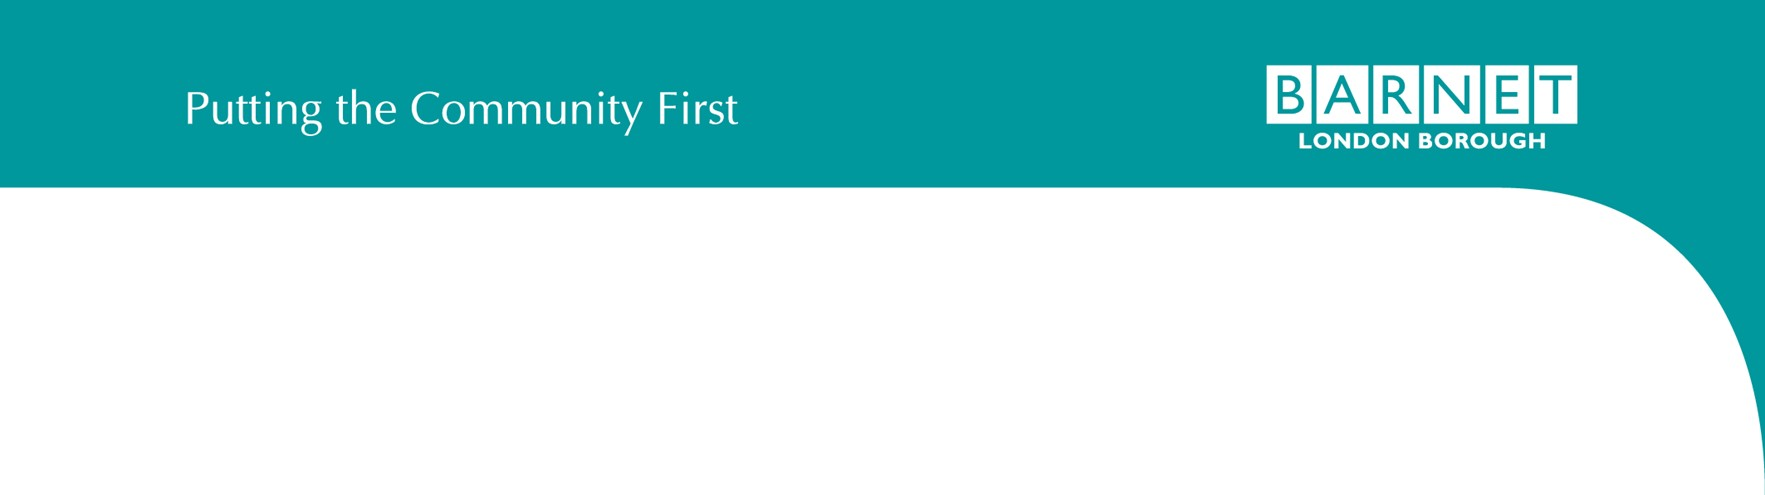 Putting the Community First
BARNET
LONDON BOROUGH